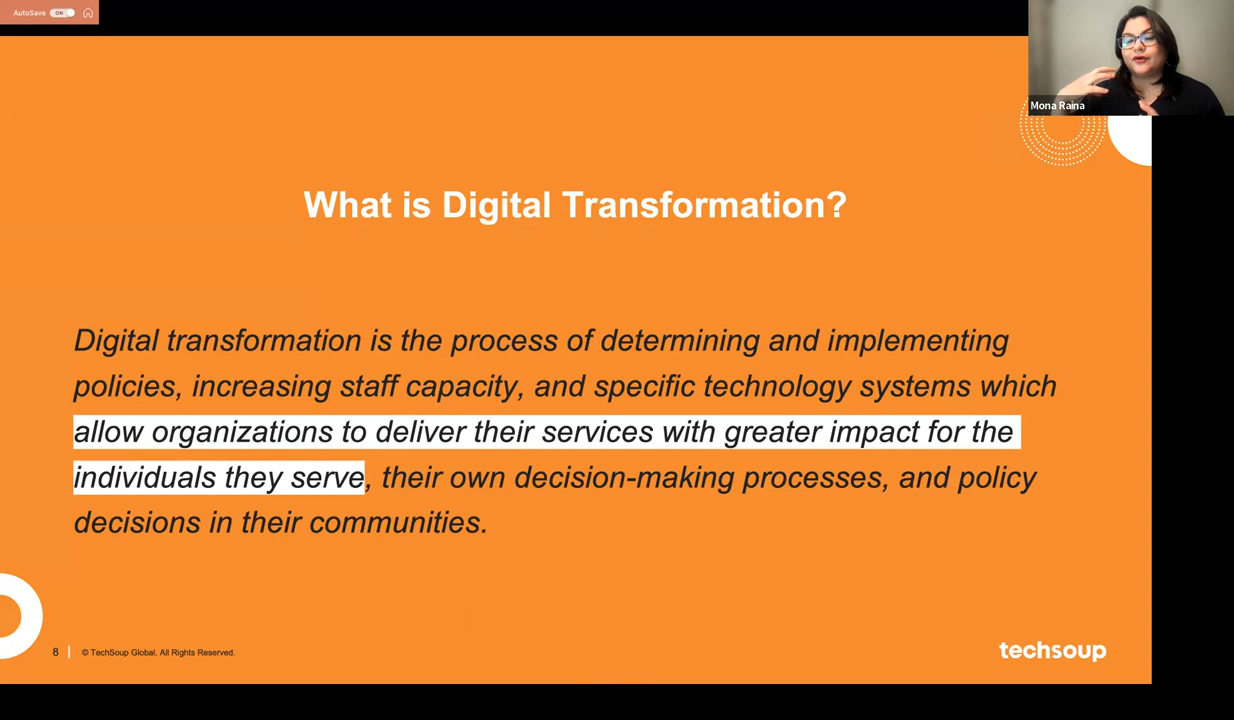 AutoSave ON
Mona Raina
What is Digital Transformation?
Digital transformation is the process of determining and implementing
policies, increasing staff capacity, and specific technology systems which
allow organizations to deliver their services with greater impact for the
individuals they serve, their own decision-making processes, and policy
decisions in their communities.
8 © TechSoup Global. All Rights Reserved.
techsoup